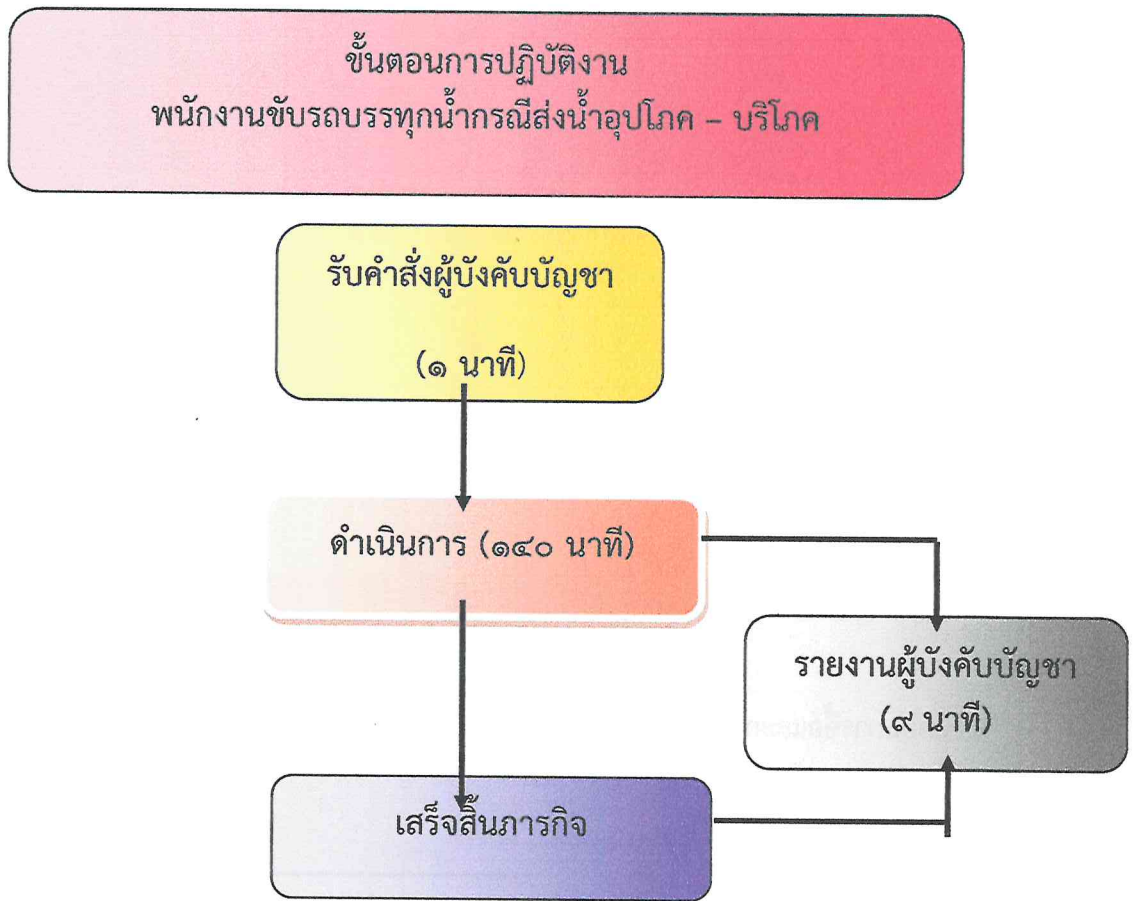 ขั้นตอนการปฏิบัติงาน
พนักงานขับรถบรรทุกน้ำกรณีส่งน้ำอุปโภค – บริโภค
รับคำสั่งผู้บังคับบัญชา
(๑ นาที)
ดำเนินการ (๑๔๐ นาที)
รายงานผู้บังคับบัญชา
(๙ นาที)
เสร็จสิ้นภารกิจ